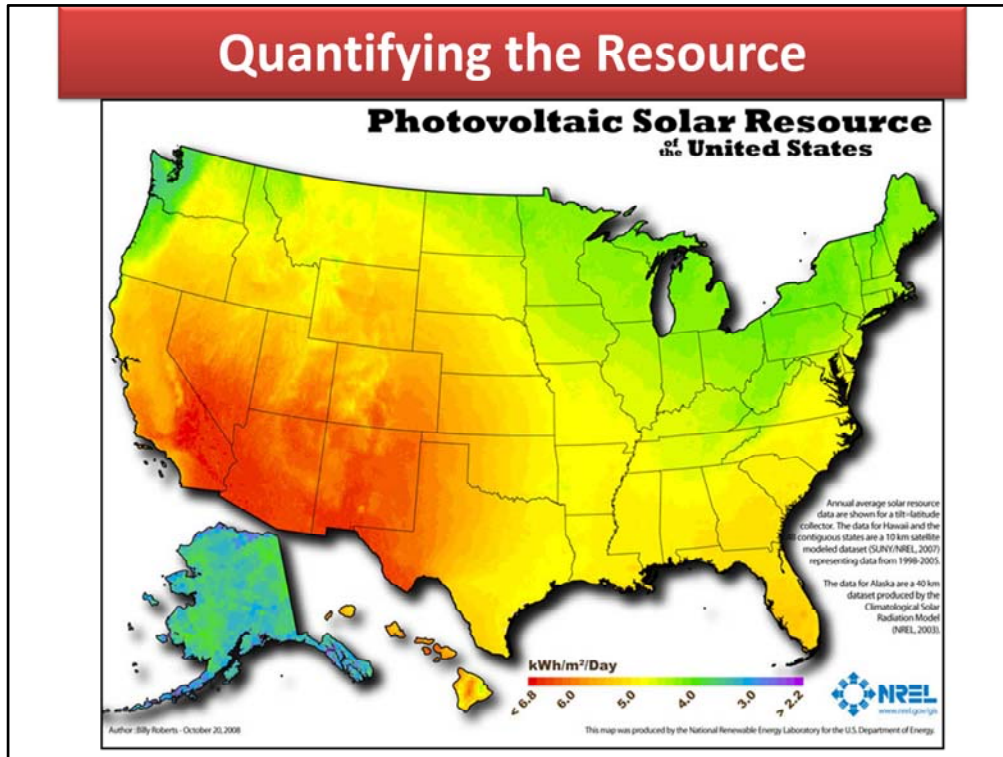 Quantifying the Resource
Photovoltaic Solar Resource
of the United States
Annual average solar resource
data are shown for a tilt=latitude
collector. The data for Hawaii and the
48 contiguous states are a 10 km satellite
modeled dataset (SUNY/NREL, 2007)
representing data from 1998-2005.
The data for Alaska are a 40 km
dataset produced by the
Climatological Solar
Radiation Model
(NREL, 2003).
kWh/m²/Day
< 6.8 6.0 5.0 4.0 3.0 > 2.2
NREL
www.nrel.gov/gis
Author : Billy Roberts - October 20, 2008
This map was produced by the National Renewable Energy Laboratory for the U.S. Department of Energy.